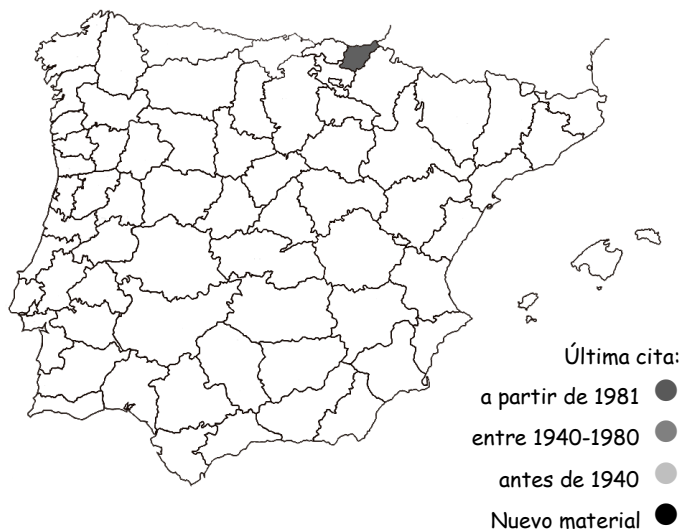 Última cita:
a partir de 1981
entre 1940-1980
antes de 1940
Nuevo material